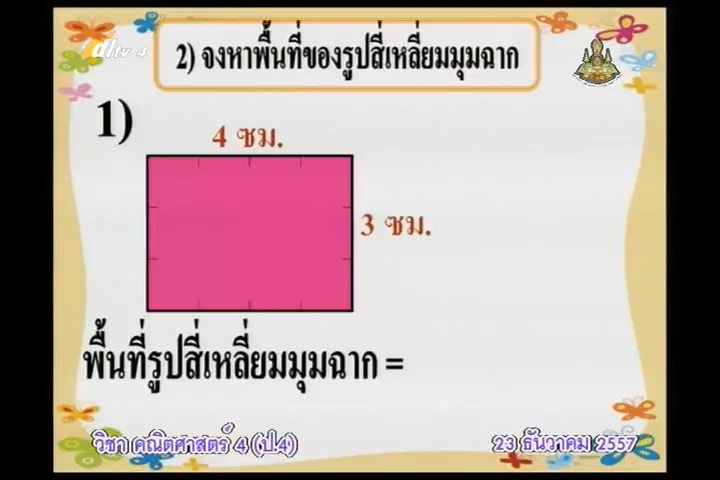 dltv 4
2) จงหาพื้นที่ของรูปสี่เหลี่ยมมุมฉาก
1)
4 ซม.
3 ซม.
พื้นที่รูปสี่เหลี่ยมมุมฉาก =
วิชา คณิตศาสตร์ 4 (ป.4)
23 ธันวาคม 2557